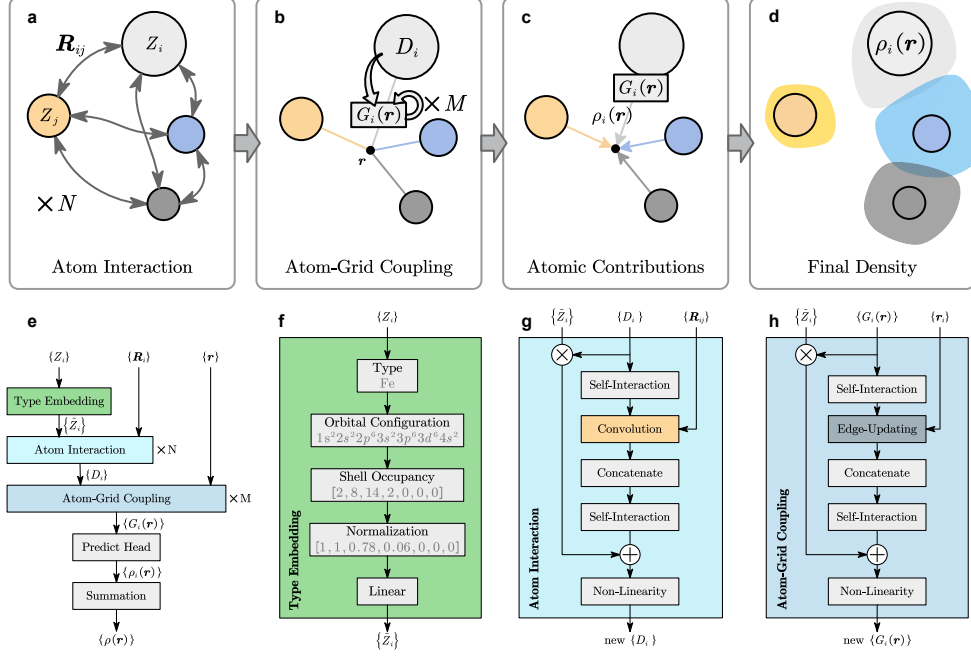 a
Z_i
R_ij
Z_j
× N
Atom Interaction
b
D_i
G_i(r)
× M
r
Atom-Grid Coupling
c
G_i(r)
ρ_i(r)
Atomic Contributions
d
ρ_i(r)
Final Density
e
{Z_i}
{R_i}
{r}
Type Embedding
{Z̃_i}
Atom Interaction
×N
{D_i}
Atom-Grid Coupling
×M
{G_i(r)}
Predict Head
{ρ_i(r)}
Summation
{ρ(r)}
f
{Z_i}
Type
Fe
Orbital Configuration
1s²2s²2p⁶3s²3p⁶3d⁶4s²
Shell Occupancy
[2,8,14,2,0,0,0]
Normalization
[1,1,0.78,0.06,0,0,0]
Linear
Type Embedding
{Z̃_i}
g
{Z̃_i}
{D_i}
{R_ij}
Self-Interaction
Convolution
Concatenate
Self-Interaction
Non-Linearity
Atom Interaction
new {D_i}
h
{Z̃_i}
{G_i(r)}
{r_i}
Self-Interaction
Edge-Updating
Concatenate
Self-Interaction
Non-Linearity
Atom-Grid Coupling
new {G_i(r)}